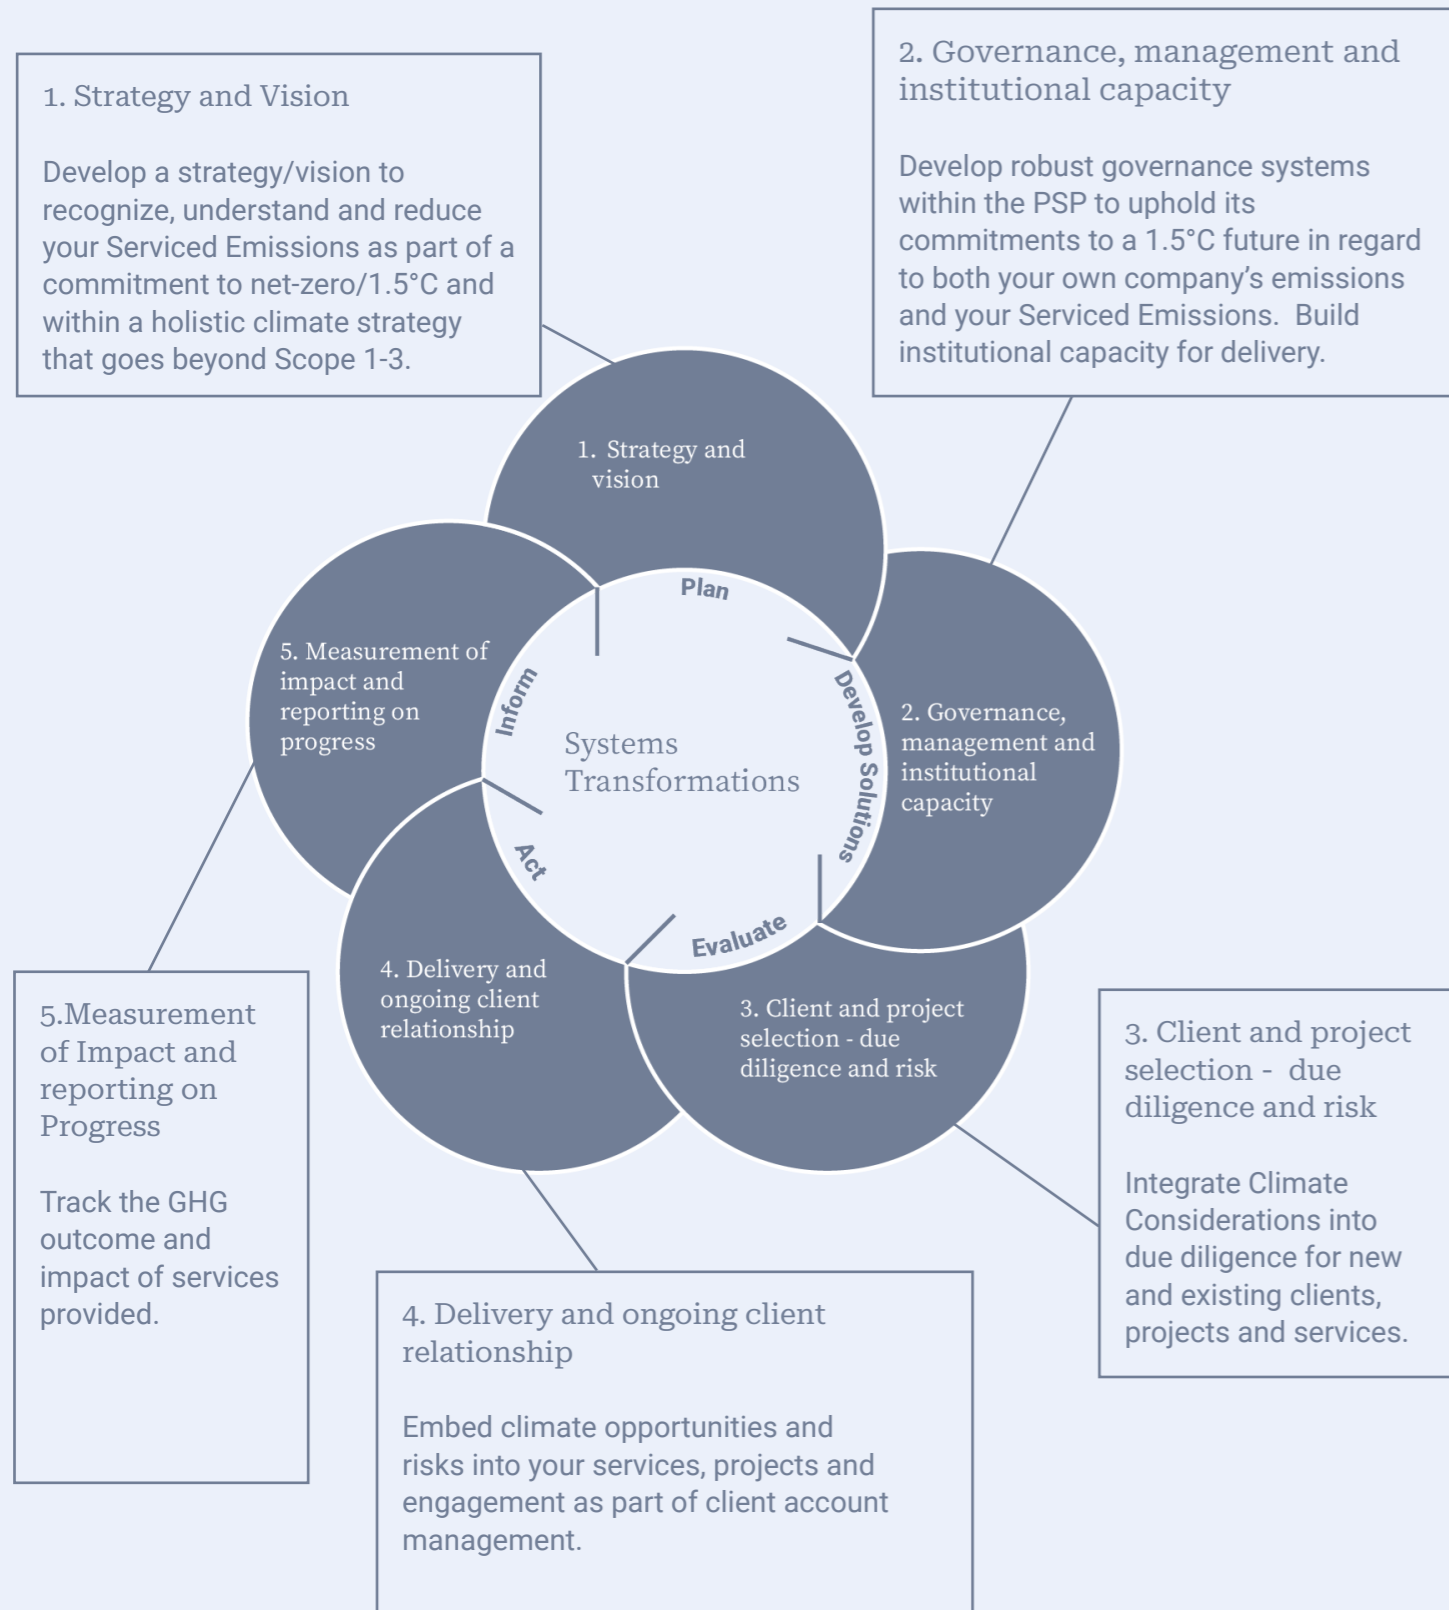 1. Strategy and Vision
Develop a strategy/vision to
recognize, understand and reduce
your Serviced Emissions as part of a
commitment to net-zero/1.5°C and
within a holistic climate strategy
that goes beyond Scope 1-3.
2. Governance, management and
institutional capacity
Develop robust governance systems
within the PSP to uphold its
commitments to a 1.5°C future in regard
to both your own company's emissions
and your Serviced Emissions.  Build
institutional capacity for delivery.
1. Strategy and
vision
Plan
5. Measurement of
impact and
reporting on
progress
Inform
Develop Solutions
2. Governance,
management and
institutional
capacity
Systems
Transformations
Act
Evaluate
4. Delivery and
ongoing client
relationship
3. Client and project
selection - due
diligence and risk
5.Measurement
of Impact and
reporting on
Progress
Track the GHG
outcome and
impact of services
provided.
3. Client and project
selection -  due
diligence and risk
Integrate Climate
Considerations into
due diligence for new
and existing clients,
projects and services.
4. Delivery and ongoing client
relationship
Embed climate opportunities and
risks into your services, projects and
engagement as part of client account
management.